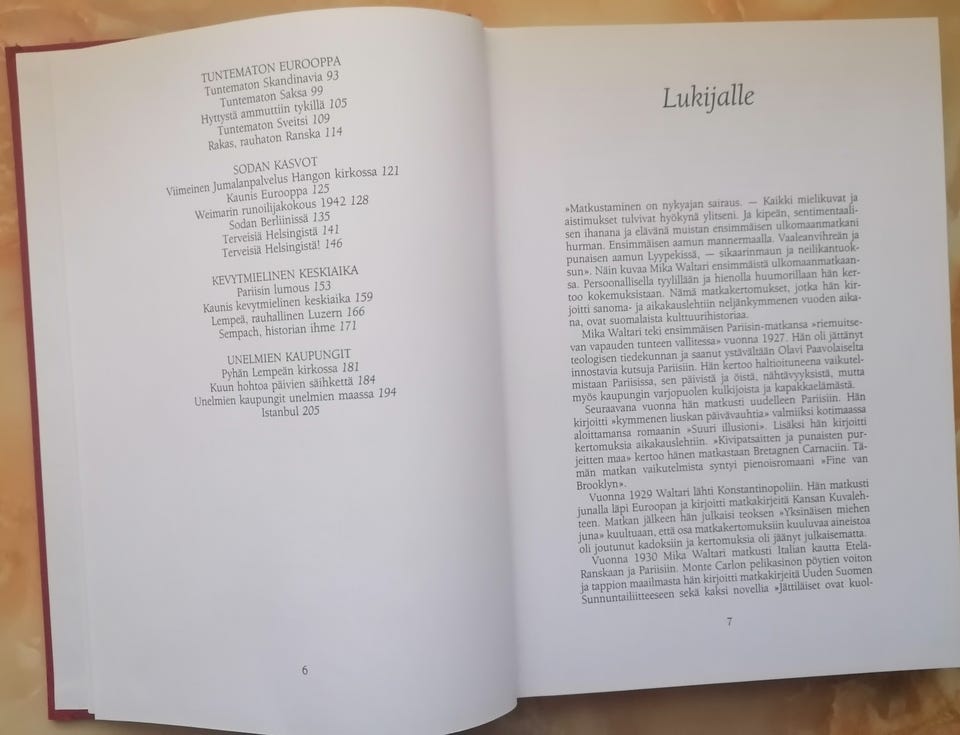 TUNTEMATON EUROOPPA
Tuntematon Skandinavia 93
Tuntematon Saksa 99
Hyttystä ammuttiin tykillä 105
Tuntematon Sveitsi 109
Rakas, rauhaton Ranska 114
SODAN KASVOT
Viimeinen Jumalanpalvelus Hangon kirkossa 121
Kaunis Eurooppa 125
Weimarin runoilijakokous 1942 128
Sodan Berliinissä 135
Terveisiä Helsingistä 141
Terveisiä Helsingistä! 146
KEVYTMIELINEN KESKIAIKA
Pariisin lumous 153
Kaunis kevytmielinen keskiaika 159
Lempeä, rauhallinen Luzern 166
Sempach, historian ihme 171
UNELMIEN KAUPUNGIT
Pyhän Lempeän kirkossa 181
Kuun hohtoa päivien säihkettä 184
Unelmien kaupungit unelmien maassa 194
Istanbul 205
6
Lukijalle
»Matkustaminen on nykyajan sairaus. — Kaikki mielikuvat ja
aistimukset tulvivat hyökynä ylitseni. Ja kipeän, sentimentaali-
sen ihanana ja elävänä muistan ensimmäisen ulkomaanmatkani
hurman. Ensimmäisen aamun mannermaalla. Vaaleanvihreän ja
punaisen aamun Lyypekissä, — sikaarinmaun ja neilikantuok-
sun». Näin kuvaa Mika Waltari ensimmäistä ulkomaanmatkaan-
sa. Persoonallisella tyylillään ja hienolla huumorillaan hän ker-
too kokemuksistaan. Nämä matkakertomukset, jotka hän kir-
joitti sanoma- ja aikakauslehtiin neljänkymmenen vuoden aika-
na, ovat suomalaista kulttuurihistoriaa.
Mika Waltari teki ensimmäisen Pariisin-matkansa »riemuitse-
van vapauden tunteen vallitessa» vuonna 1927. Hän oli jättänyt
teologisen tiedekunnan ja saanut ystävältään Olavi Paavolaiselta
innostavia kutsuja Pariisiin. Hän kertoo haltioituneena vaikutel-
mistaan Pariisissa, sen päivistä ja öistä, nähtävyyksistä, mutta
myös kaupungin varjopuolen kulkijoista ja kapakkaelämästä.
Seuraavana vuonna hän matkusti uudelleen Pariisiin. Hän
kirjoitti »kymmenen liuskan päivävauhtia» valmiiksi kotimaassa
aloittamansa romaanin »Suuri illusioni». Lisäksi hän kirjoitti
kertomuksia aikakauslehtiin. »Kivipatsaitten ja punaisten pur-
jeitten maa» kertoo hänen matkastaan Bretagnen Carnaciin. Tä-
män matkan vaikutelmista syntyi pienoisromaani »Fine van
Brooklyn».
Vuonna 1929 Waltari lähti Konstantinopoliin. Hän matkusti
junalla läpi Euroopan ja kirjoitti matkakirjeitä Kansan Kuvaleh-
teen. Matkan jälkeen hän julkaisi teoksen »Yksinäisen miehen
juna» kuultuaan, että osa matkakertomuksiin kuuluvaa aineistoa
oli joutunut kadoksiin ja kertomuksia oli jäänyt julkaisematta.
Vuonna 1930 Mika Waltari matkusti Italian kautta Etelä-
Ranskaan ja Pariisiin. Monte Carlon pelikasinon pöytien voiton
ja tappion maailmasta hän kirjoitti matkakirjeitä Uuden Suomen
Sunnuntailiitteeseen sekä kaksi novellia »Jättiläiset ovat kuol-
7